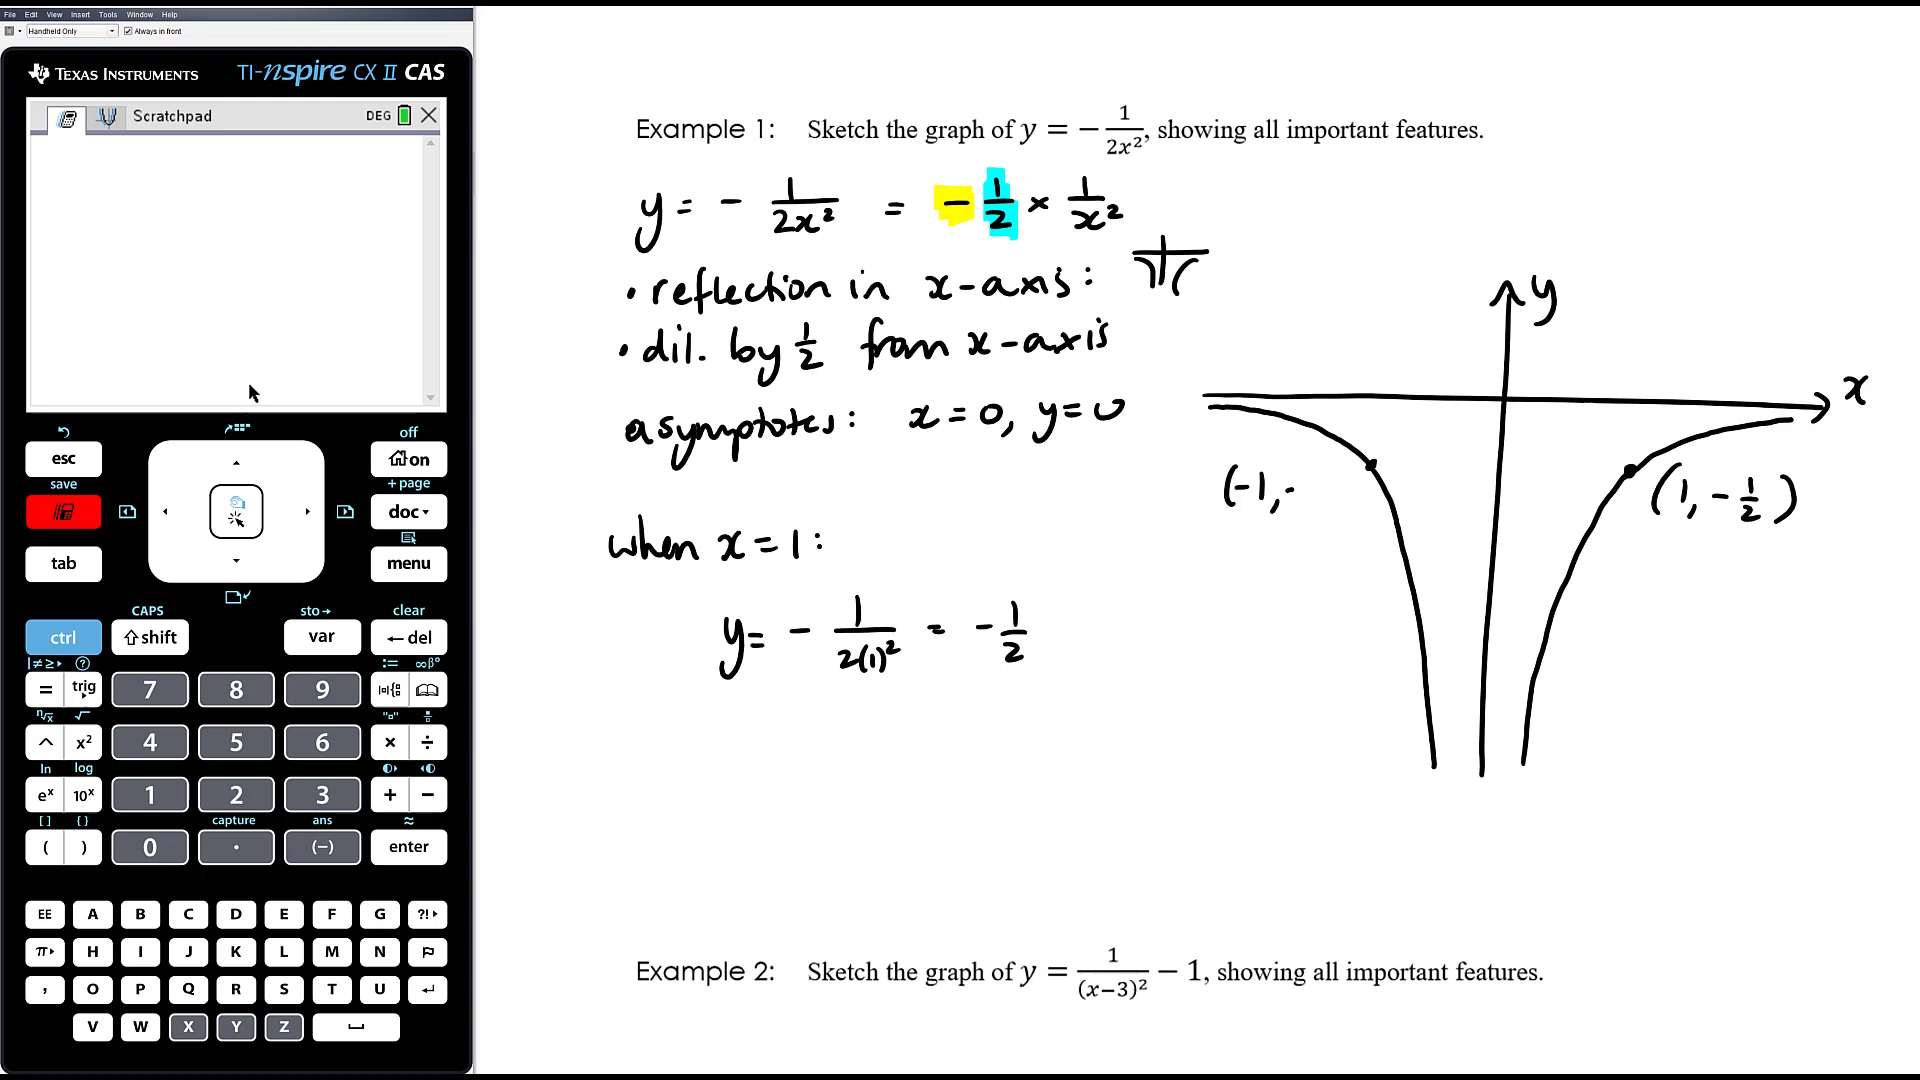 File Edit View Insert Tools Window Help
Handheld Only Always in front
TEXAS INSTRUMENTS TI-nspire CX II CAS
Scratchpad DEG
off
esc on
save + page
doc
tab menu
CAPS sto→ clear
ctrl ⇧shift var ←del
|≠≥▸ ? := ∞β°
= trig 7 8 9
ⁿ√x √ "▫"
^ x² 4 5 6 × ÷
ln log
eˣ 10ˣ 1 2 3 + −
[ ] { } capture ans ≈
( ) 0 . (−) enter
EE A B C D E F G ?!▸
π▸ H I J K L M N
, O P Q R S T U
V W X Y Z
Example 1: Sketch the graph of y = −1/(2x²), showing all important features.
y = − 1/(2x²) = − 1/2 × 1/x²
• reflection in x-axis:
• dil. by 1/2 from x-axis
asymptotes: x = 0, y = 0
when x = 1:
y = − 1/(2(1)²) = − 1/2
y
x
(-1, -
(1, −1/2)
Example 2: Sketch the graph of y = 1/(x−3)² − 1, showing all important features.